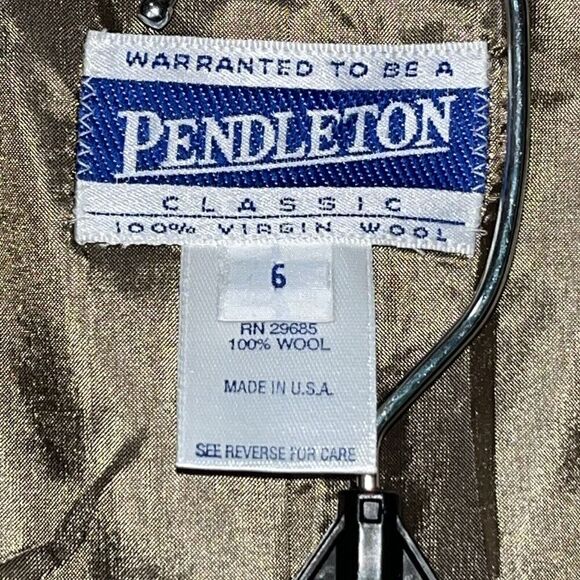 WARRANTED TO BE A
PENDLETON
CLASSIC
100% VIRGIN WOOL
6
RN 29685
100% WOOL
MADE IN U.S.A.
SEE REVERSE FOR CARE